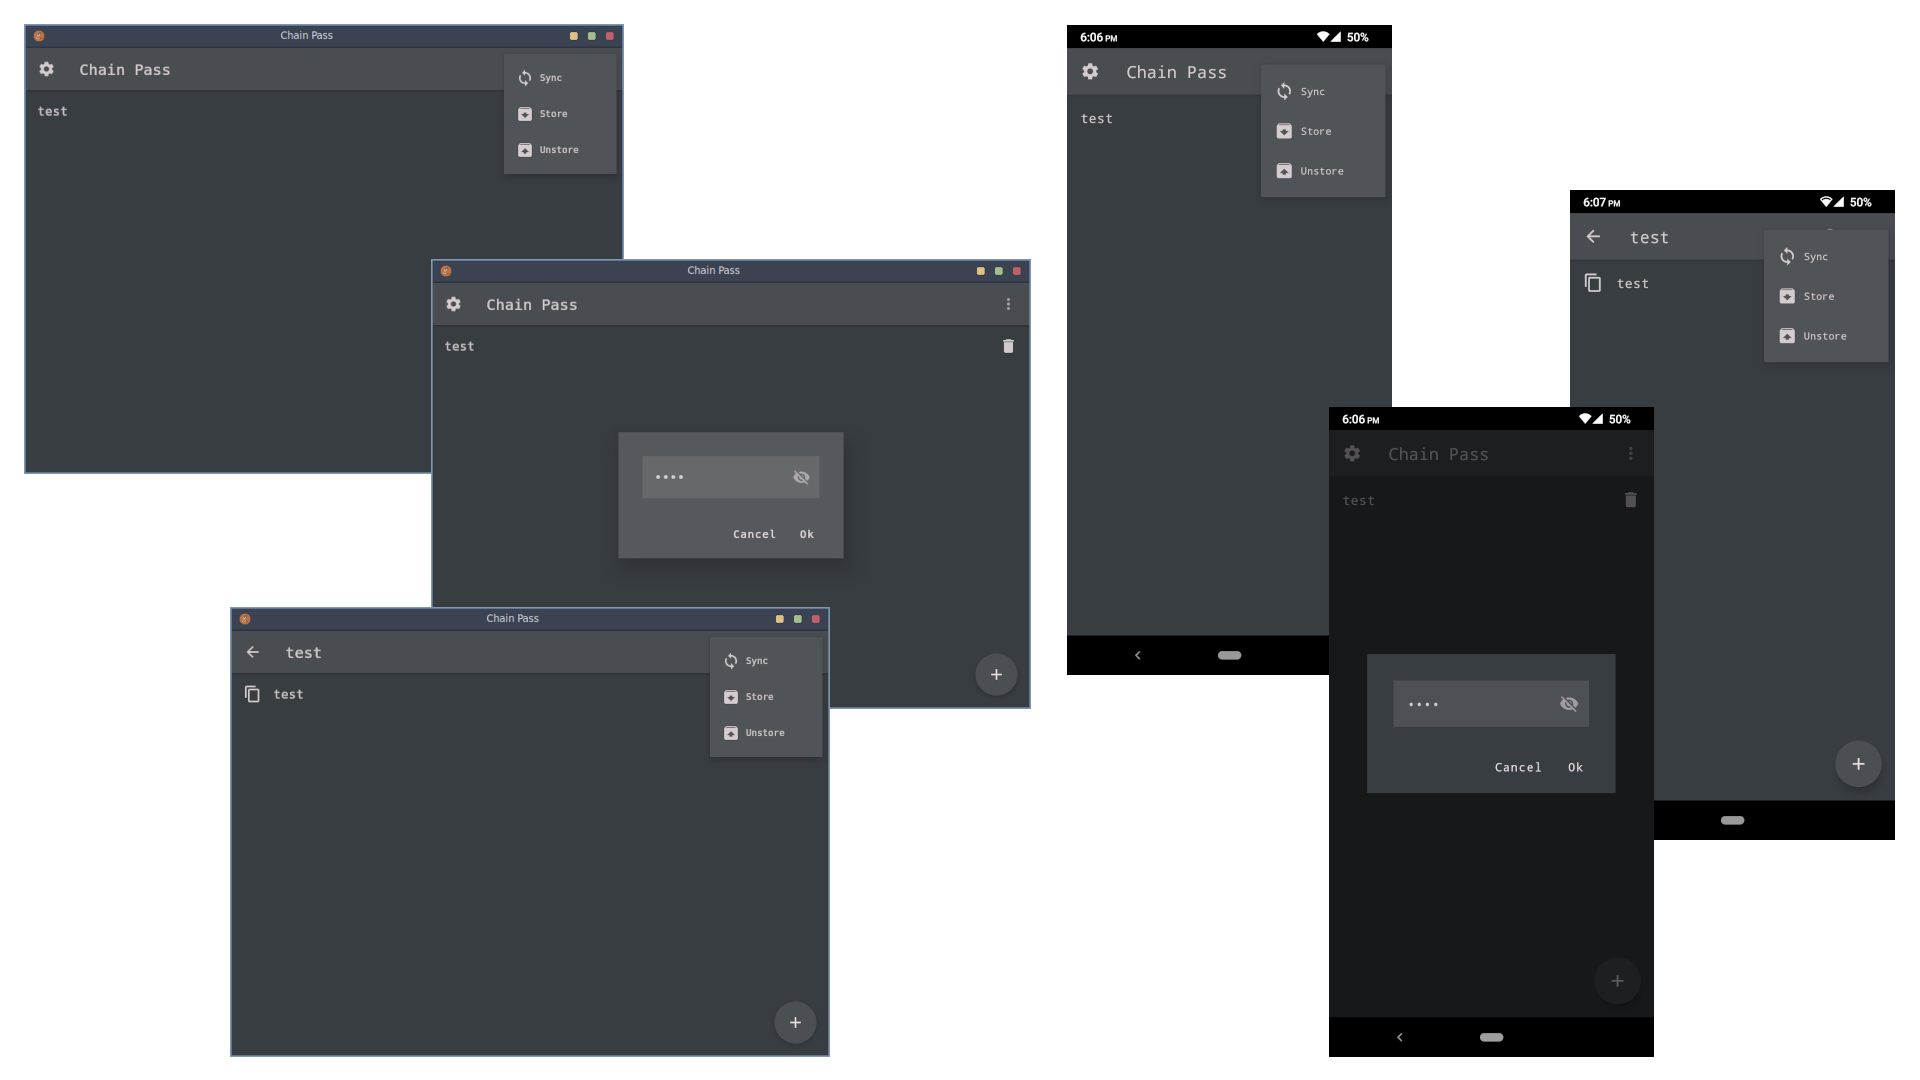 Chain Pass
Chain Pass
test
Sync
Store
Unstore
Chain Pass
Chain Pass
test
••••
Cancel Ok
+
Chain Pass
test
test
Sync
Store
Unstore
+
6:06 PM 50%
Chain Pass
test
Sync
Store
Unstore
6:07 PM 50%
test
test
Sync
Store
Unstore
+
6:06 PM 50%
Chain Pass
test
••••
Cancel Ok
+